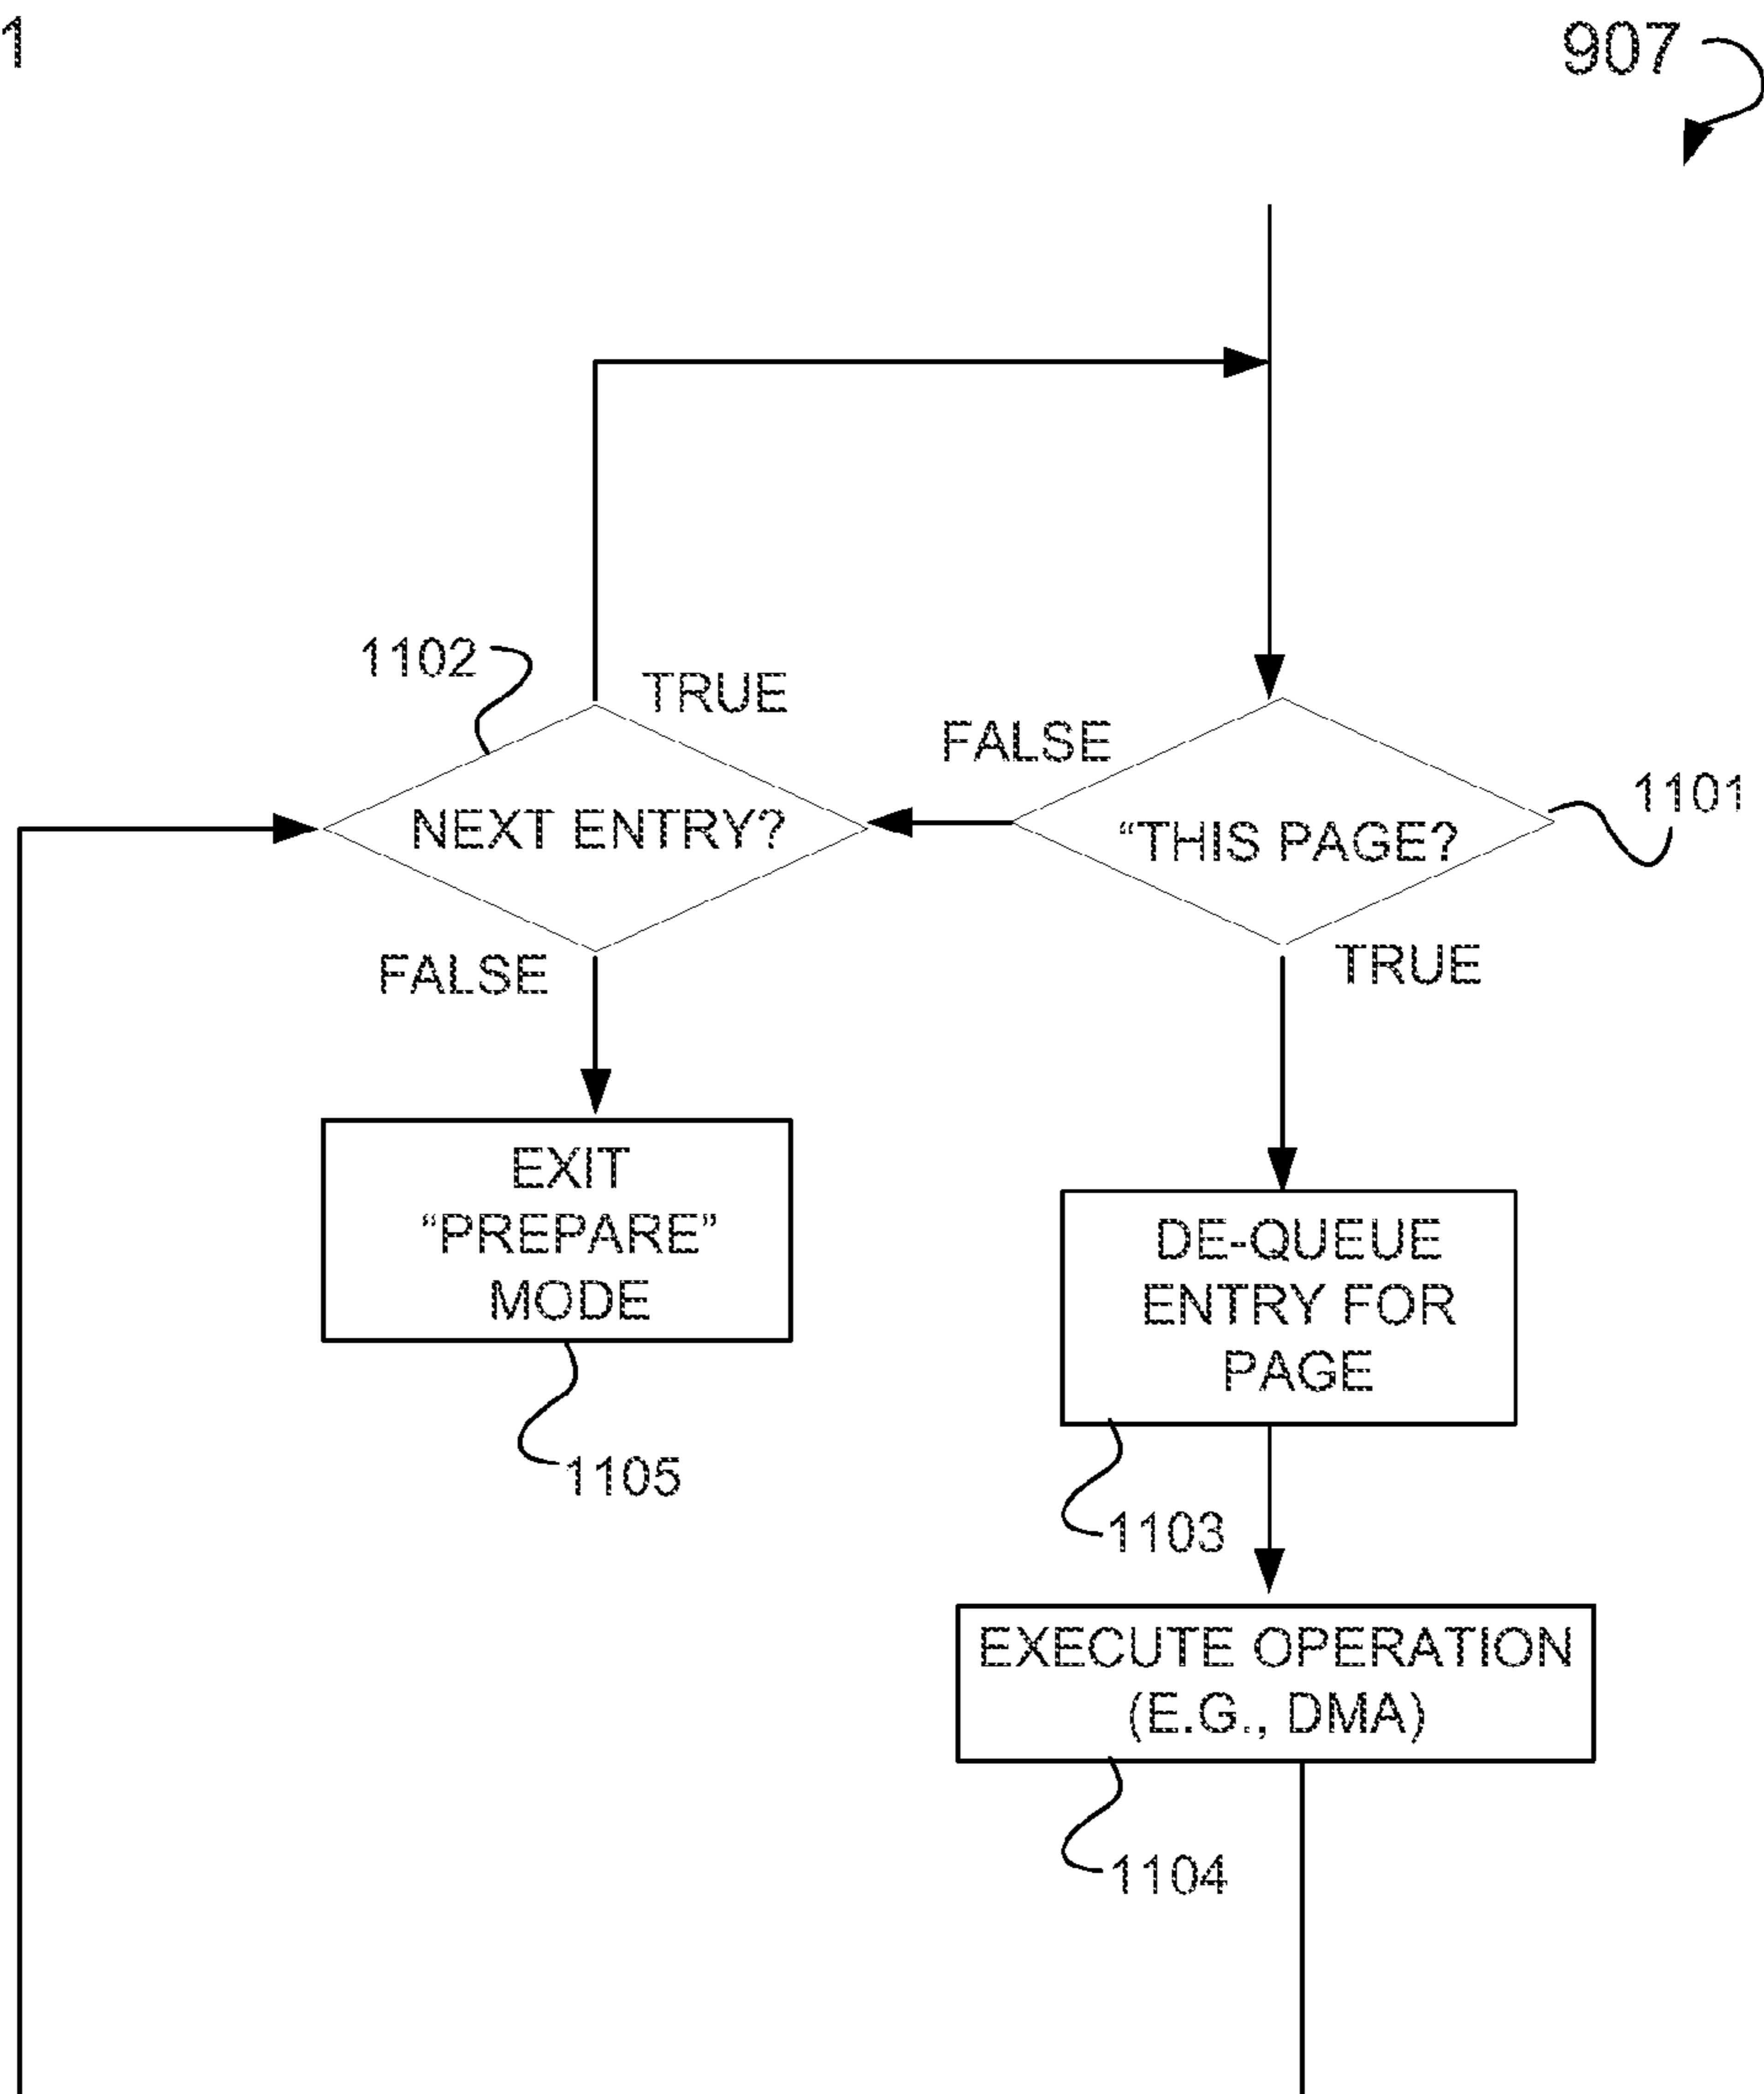 1
907
1102
TRUE
FALSE
1101
NEXT ENTRY?
“THIS PAGE?
FALSE
TRUE
EXIT
“PREPARE”
MODE
DE-QUEUE
ENTRY FOR
PAGE
1105
1103
EXECUTE OPERATION
(E.G., DMA)
1104